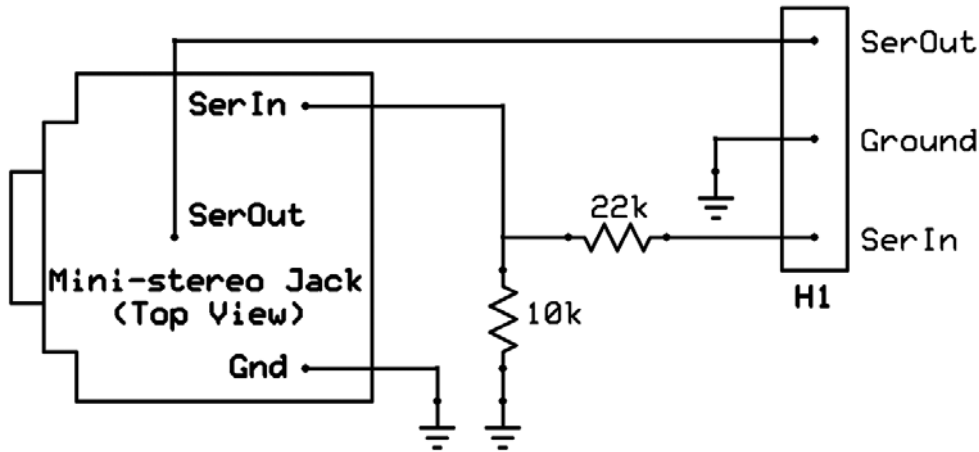 SerOut
SerIn
Ground
SerOut
22k
SerIn
Mini-stereo Jack
(Top View)
H1
10k
Gnd